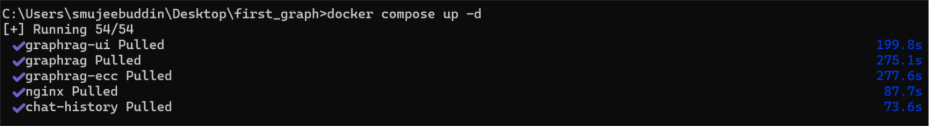 C:\Users\smujeebuddin\Desktop\first_graph>docker compose up -d
[+] Running 54/54
✔graphrag-ui Pulled 199.8s
✔graphrag Pulled 275.1s
✔graphrag-ecc Pulled 277.6s
✔nginx Pulled 87.7s
✔chat-history Pulled 73.6s